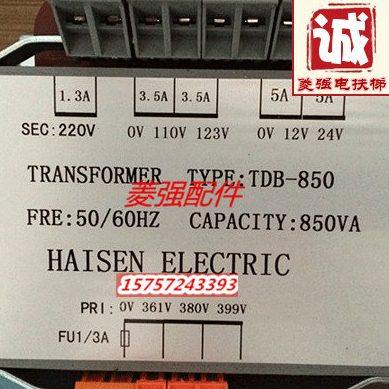 诚
菱强电扶梯
1.3A 3.5A 3.5A 5A 5A
SEC:220V 0V 110V 123V 0V 12V 24V
TRANSFORMER TYPE:TDB-850
菱强配件
FRE:50/60HZ CAPACITY:850VA
HAISEN ELECTRIC
15757243393
PRI: 0V 361V 380V 399V
FU1/3A